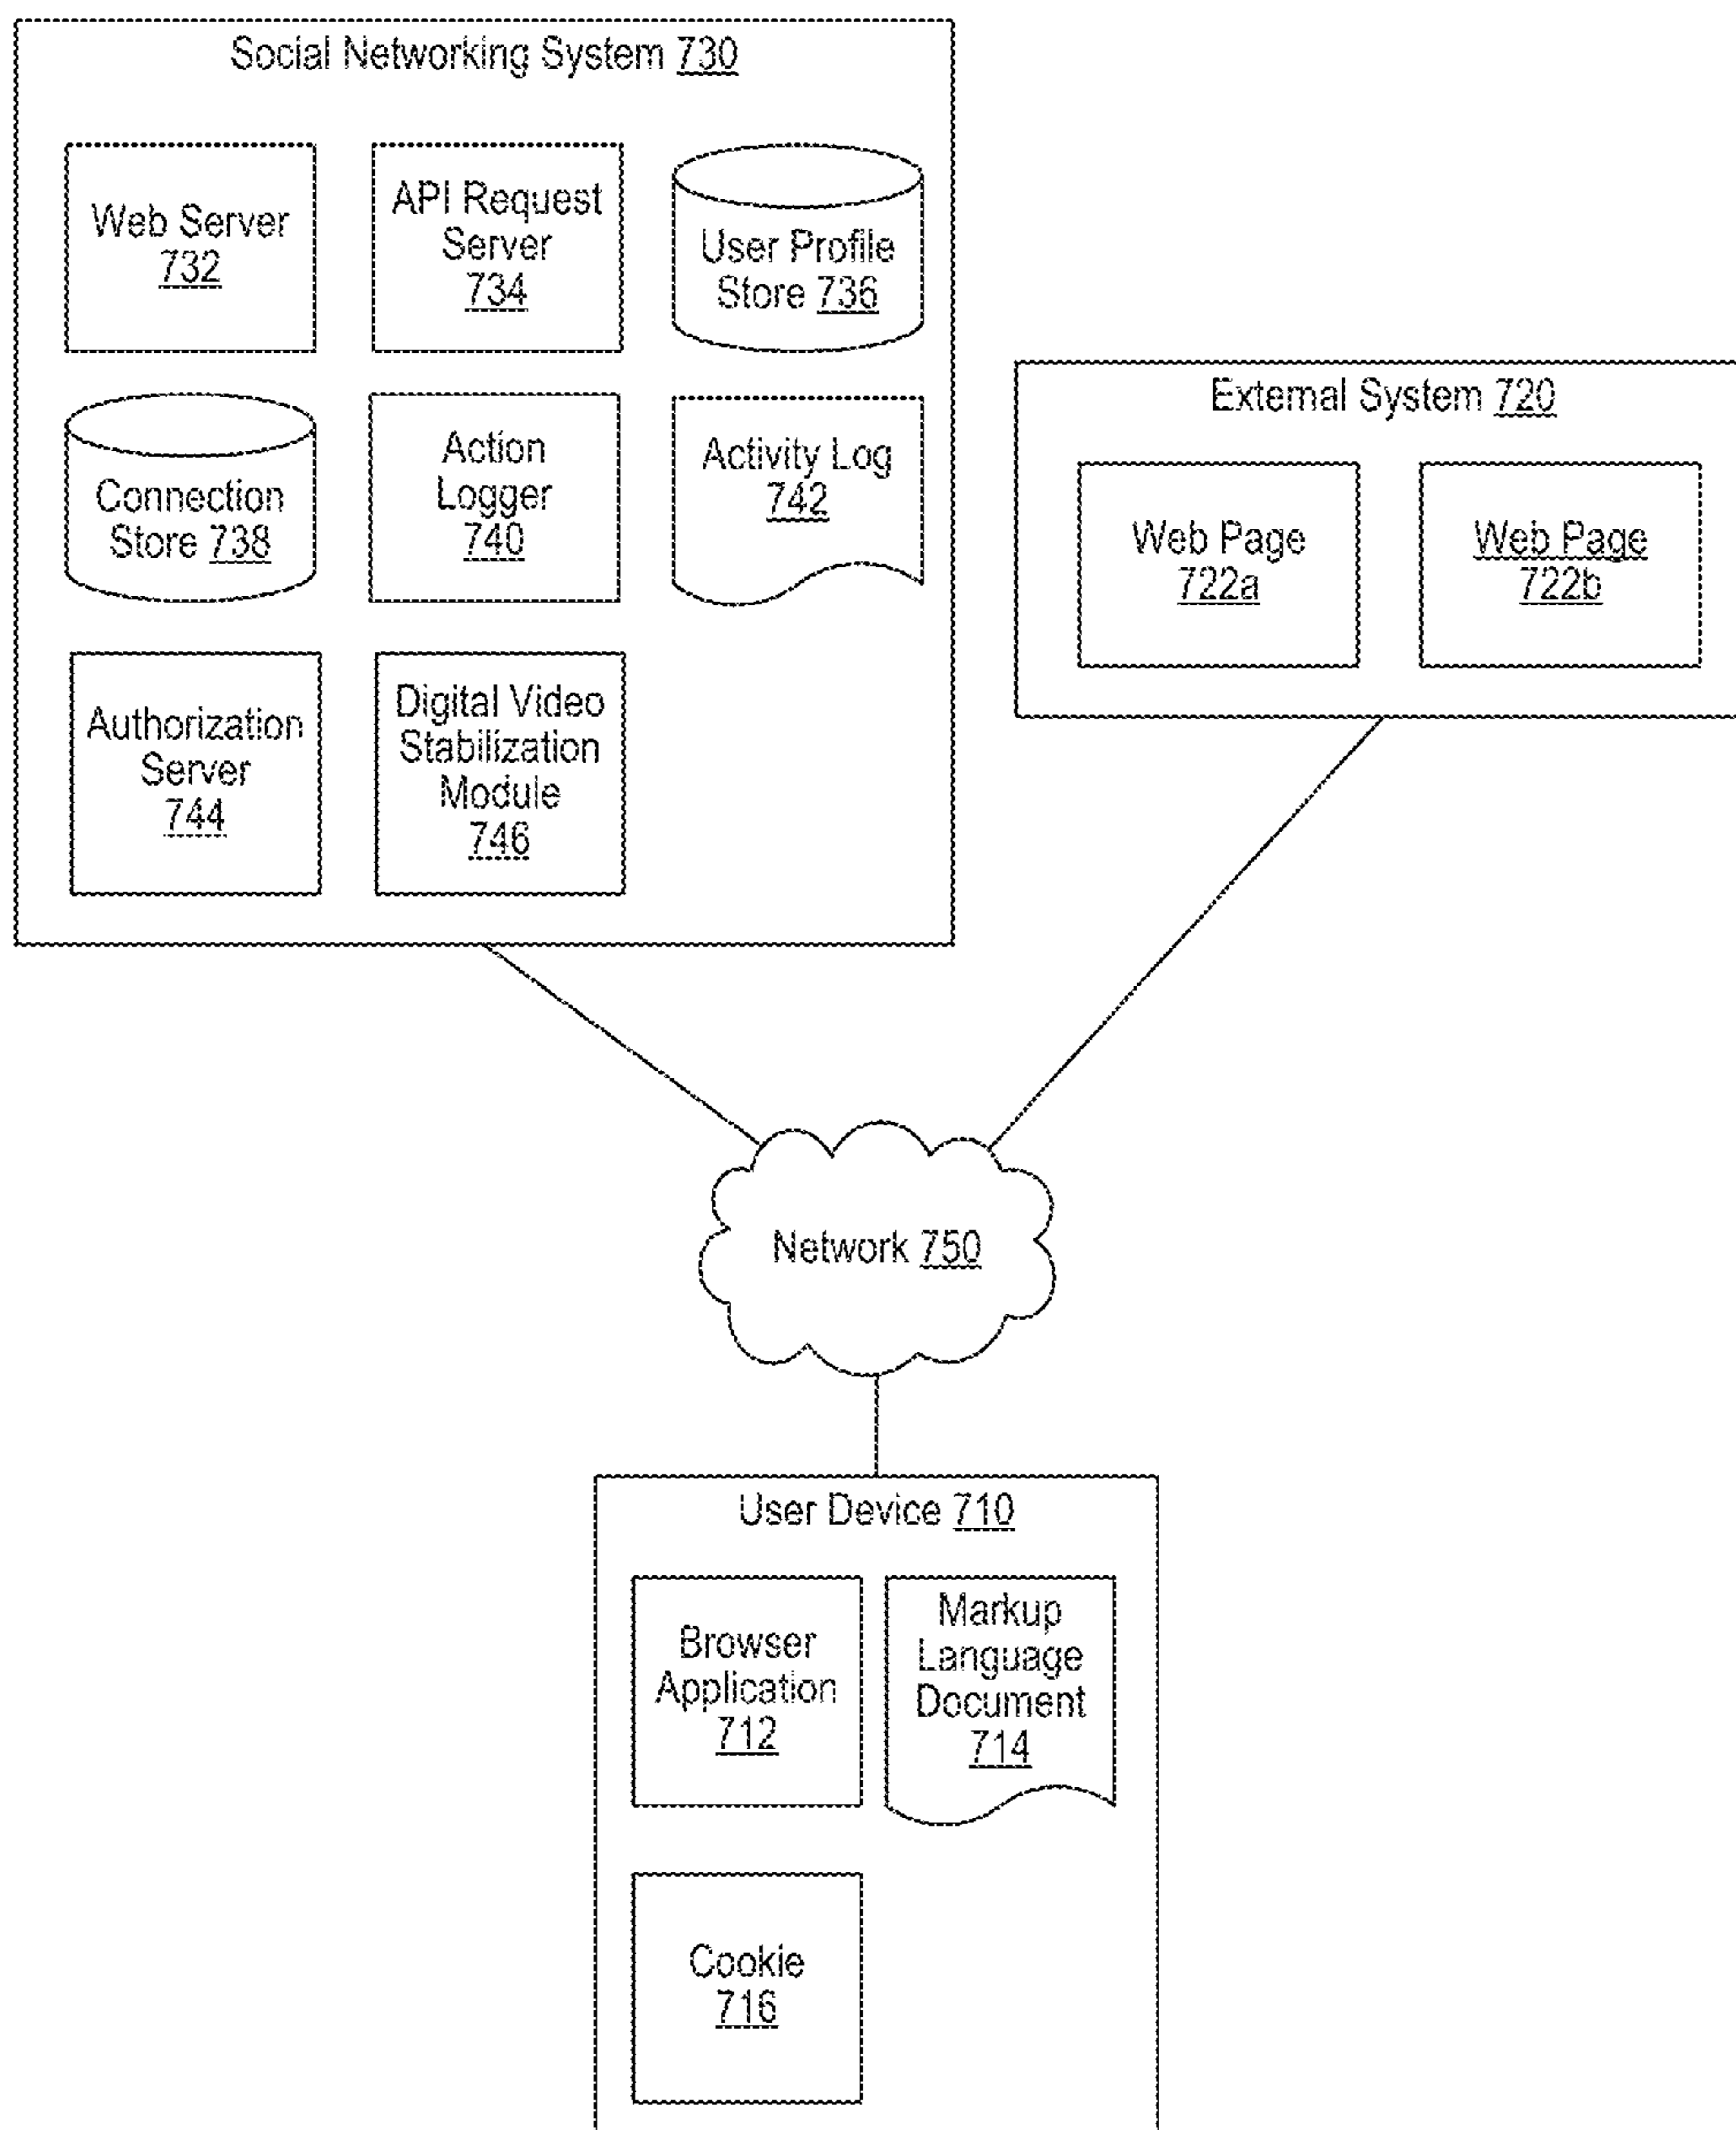 Social Networking System 730
Web Server
732
API Request
Server
734
User Profile
Store 736
Connection
Store 738
Action
Logger
740
Activity Log
742
Authorization
Server
744
Digital Video
Stabilization
Module
746
External System 720
Web Page
722a
Web Page
722b
Network 750
User Device 710
Browser
Application
712
Markup
Language
Document
714
Cookie
716